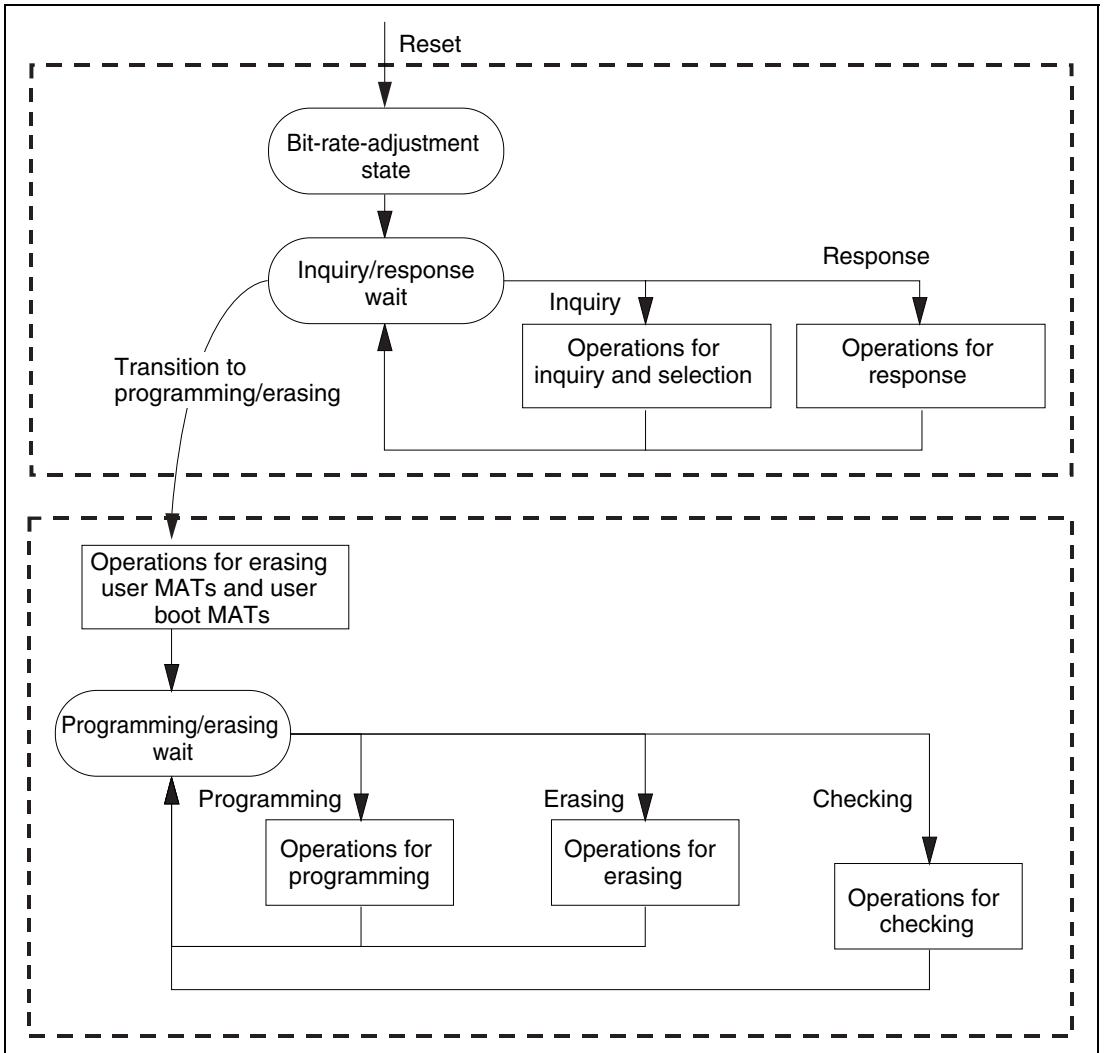 Reset
Bit-rate-adjustment
state
Inquiry/response
wait
Response
Inquiry
Operations for
inquiry and selection
Operations for
response
Transition to
programming/erasing
Operations for erasing
user MATs and user
boot MATs
Programming/erasing
wait
Programming
Erasing
Checking
Operations for
programming
Operations for
erasing
Operations for
checking